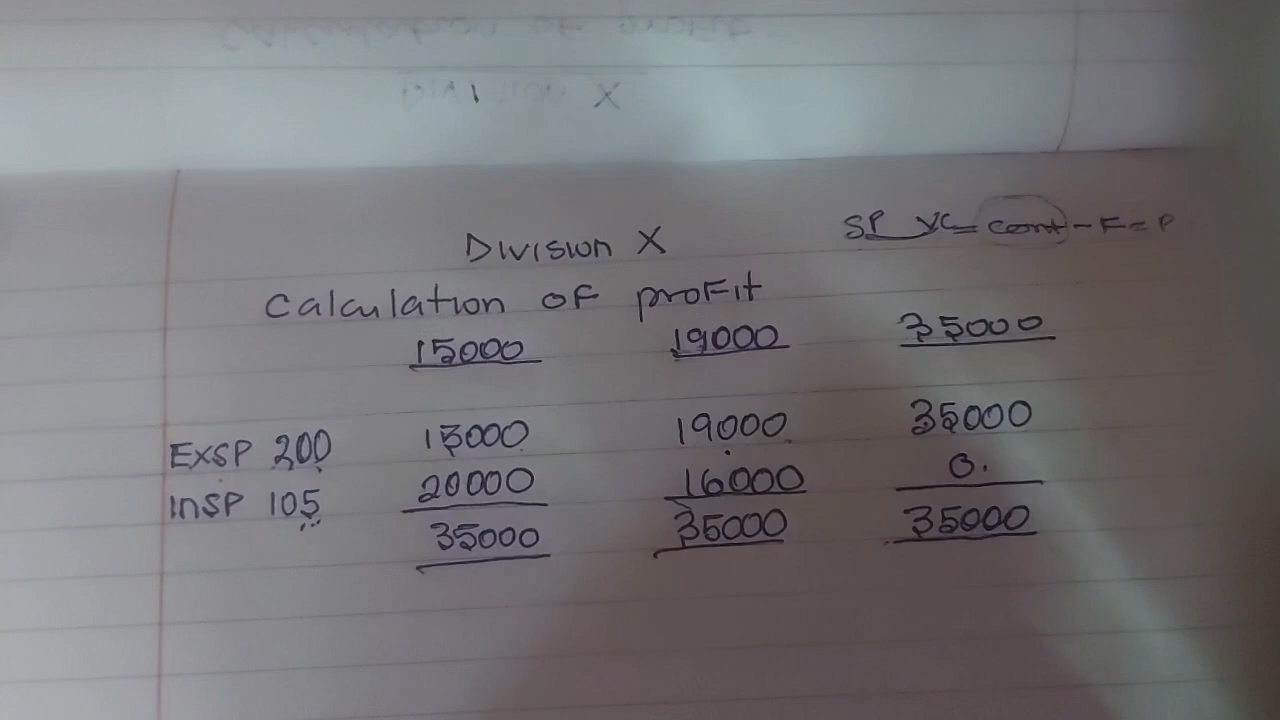 Division X
SP VC = cont - F = P
Calculation OF proFit
15000 19000 35000
EXSP 200 15000 19000 35000
INSP 105 20000 16000 0.
35000 35000 35000